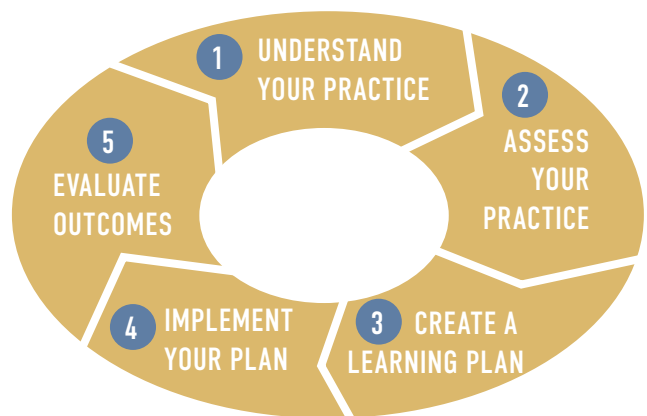 1 UNDERSTAND
YOUR PRACTICE
2
ASSESS
YOUR
PRACTICE
3 CREATE A
LEARNING PLAN
4 IMPLEMENT
YOUR PLAN
5
EVALUATE
OUTCOMES